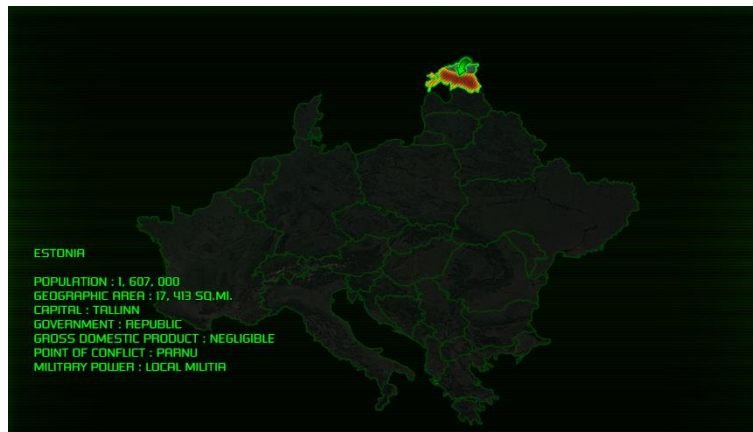 ESTONIA
POPULATION : 1, 607, 000
GEOGRAPHIC AREA : 17, 413 SQ.MI.
CAPITAL : TALLINN
GOVERNMENT : REPUBLIC
GROSS DOMESTIC PRODUCT : NEGLIGIBLE
POINT OF CONFLICT : PARNU
MILITARY POWER : LOCAL MILITIA